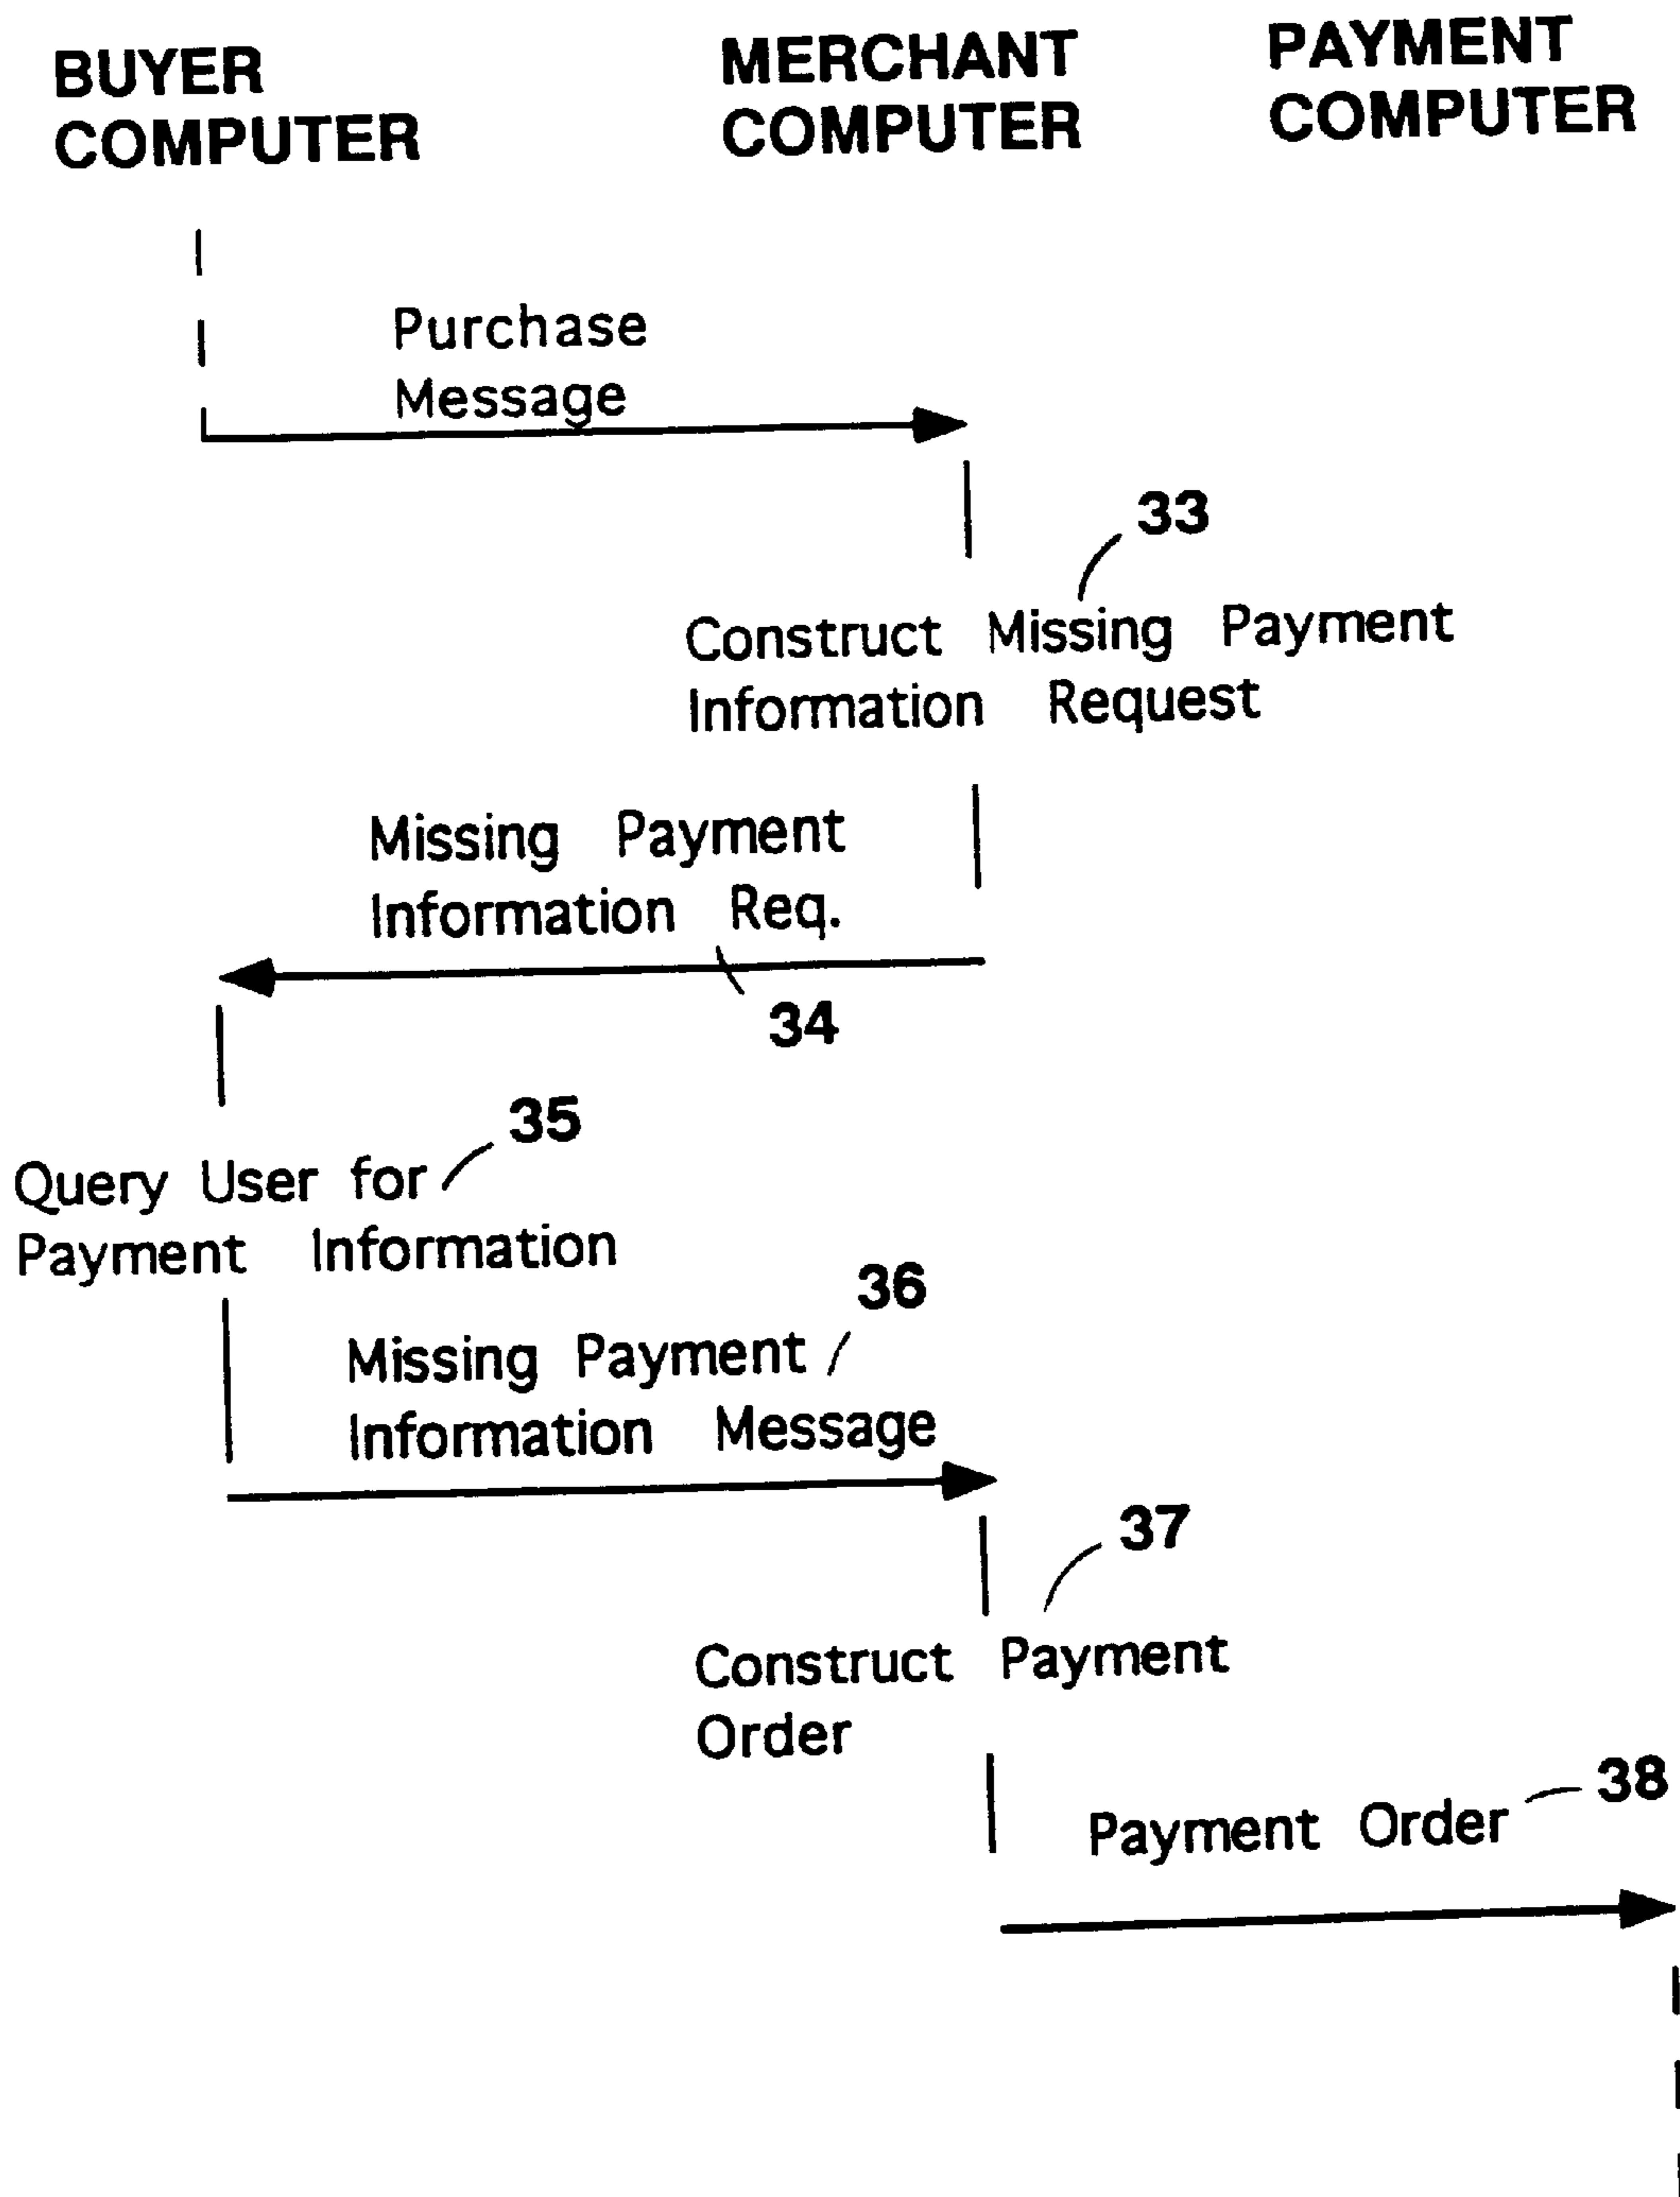 BUYER
COMPUTER
MERCHANT
COMPUTER
PAYMENT
COMPUTER
Purchase
Message
33
Construct Missing Payment
Information Request
Missing Payment
Information Req.
34
35
Query User for
Payment Information
36
Missing Payment
Information Message
37
Construct Payment
Order
38
Payment Order